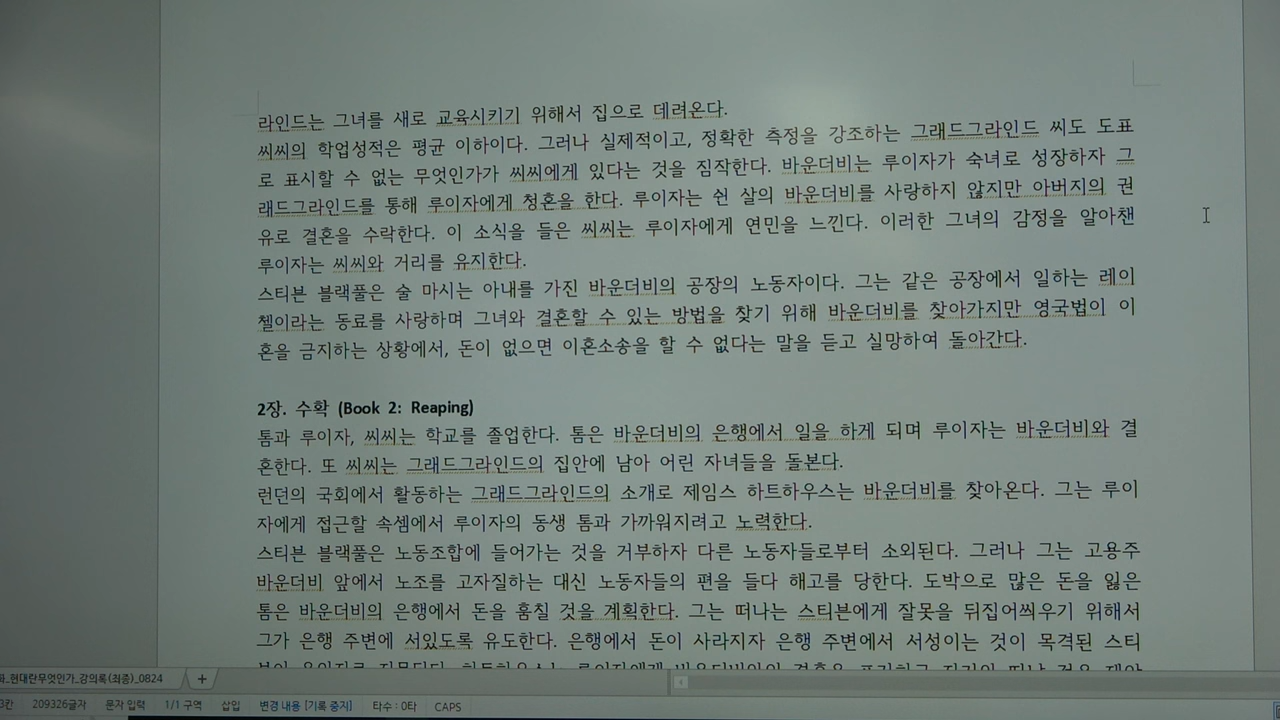 라인드는 그녀를 새로 교육시키기 위해서 집으로 데려온다.
씨씨의 학업성적은 평균 이하이다. 그러나 실제적이고, 정확한 측정을 강조하는 그래드그라인드 씨도 도표
로 표시할 수 없는 무엇인가가 씨씨에게 있다는 것을 짐작한다. 바운더비는 루이자가 숙녀로 성장하자 그
래드그라인드를 통해 루이자에게 청혼을 한다. 루이자는 쉰 살의 바운더비를 사랑하지 않지만 아버지의 권
유로 결혼을 수락한다. 이 소식을 들은 씨씨는 루이자에게 연민을 느낀다. 이러한 그녀의 감정을 알아챈
루이자는 씨씨와 거리를 유지한다.
스티븐 블랙풀은 술 마시는 아내를 가진 바운더비의 공장의 노동자이다. 그는 같은 공장에서 일하는 레이
첼이라는 동료를 사랑하며 그녀와 결혼할 수 있는 방법을 찾기 위해 바운더비를 찾아가지만 영국법이 이
혼을 금지하는 상황에서, 돈이 없으면 이혼소송을 할 수 없다는 말을 듣고 실망하여 돌아간다.
2장. 수확 (Book 2: Reaping)
톰과 루이자, 씨씨는 학교를 졸업한다. 톰은 바운더비의 은행에서 일을 하게 되며 루이자는 바운더비와 결
혼한다. 또 씨씨는 그래드그라인드의 집안에 남아 어린 자녀들을 돌본다.
런던의 국회에서 활동하는 그래드그라인드의 소개로 제임스 하트하우스는 바운더비를 찾아온다. 그는 루이
자에게 접근할 속셈에서 루이자의 동생 톰과 가까워지려고 노력한다.
스티븐 블랙풀은 노동조합에 들어가는 것을 거부하자 다른 노동자들로부터 소외된다. 그러나 그는 고용주
바운더비 앞에서 노조를 고자질하는 대신 노동자들의 편을 들다 해고를 당한다. 도박으로 많은 돈을 잃은
톰은 바운더비의 은행에서 돈을 훔칠 것을 계획한다. 그는 떠나는 스티븐에게 잘못을 뒤집어씌우기 위해서
그가 은행 주변에 서있도록 유도한다. 은행에서 돈이 사라지자 은행 주변에서 서성이는 것이 목격된 스티
현대란무엇인가_강의록(최종)_0824
3칸 209326글자 문자 입력 1/1 구역 삽입 변경 내용 [기록 중지] 타수 : 0타 CAPS